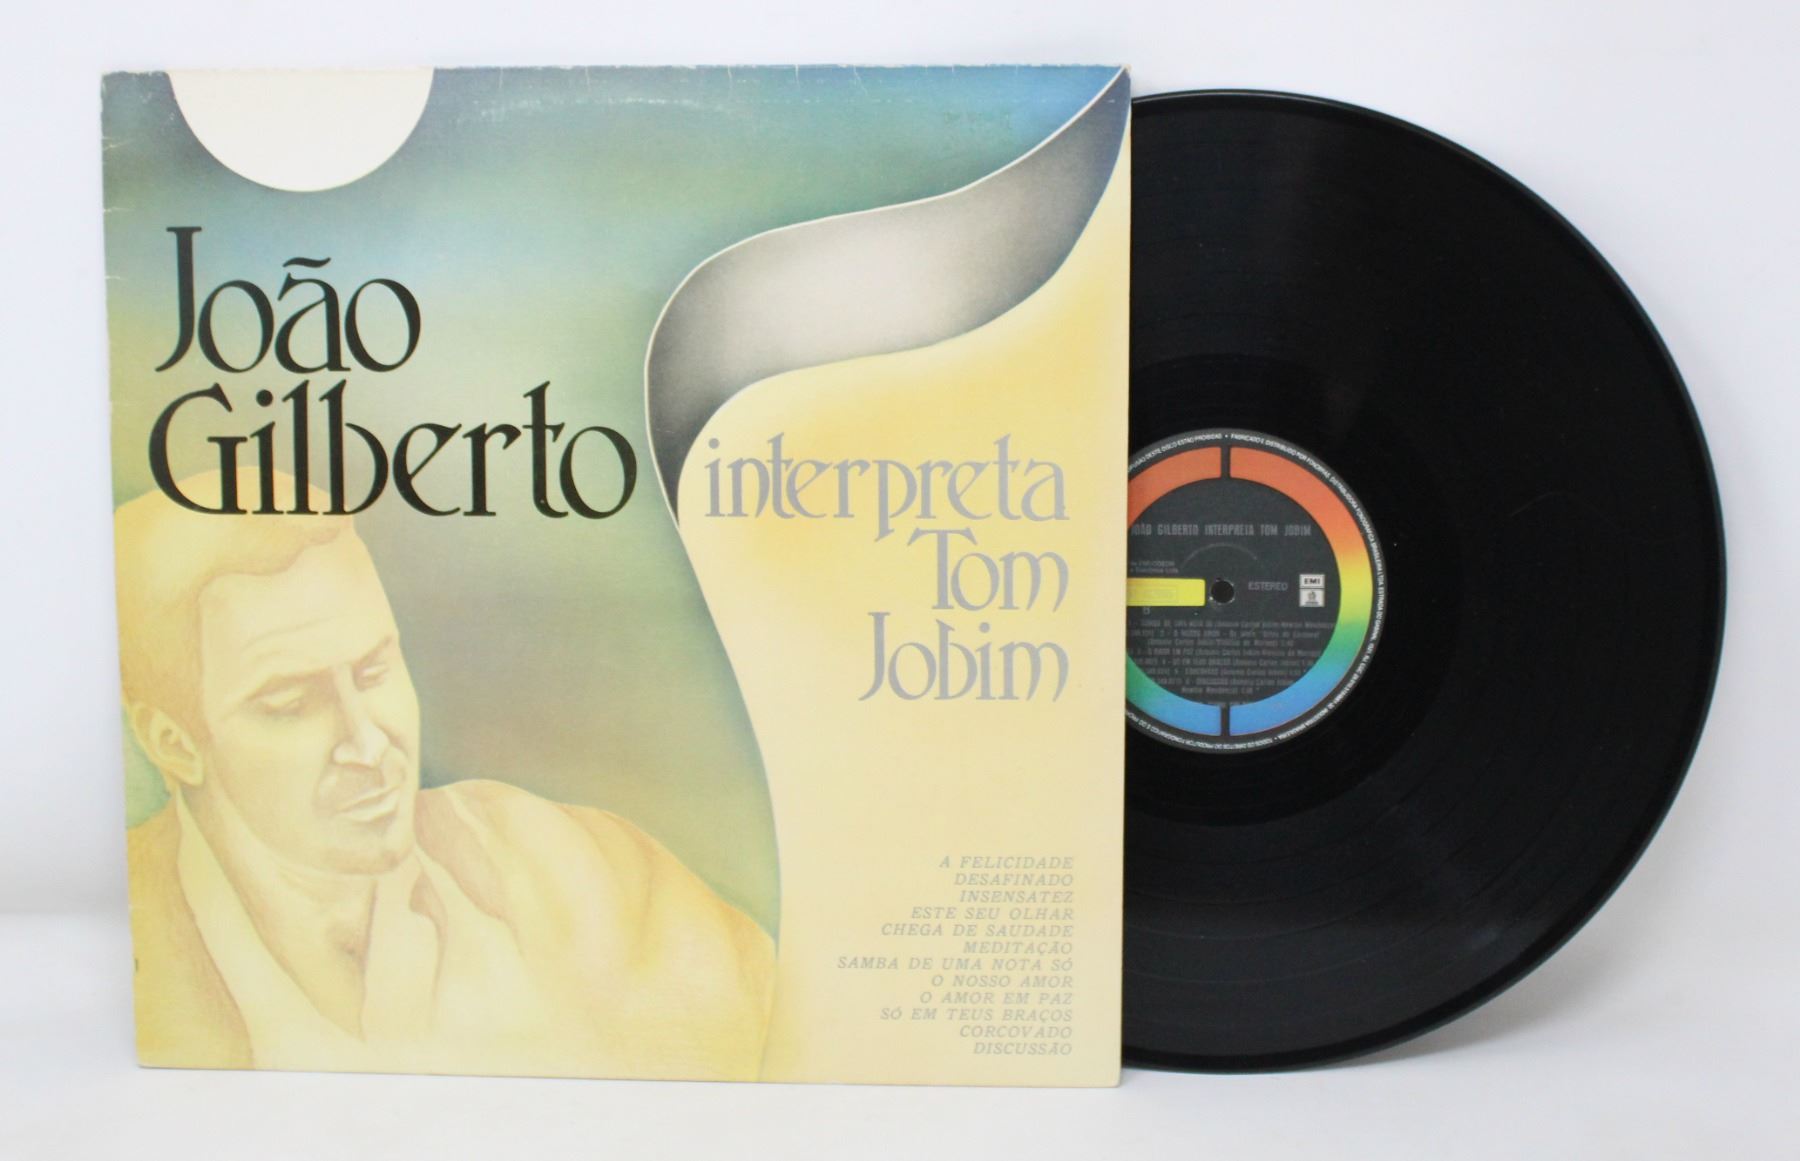 João
Gilberto
interpreta
Tom
Jobim
A FELICIDADE
DESAFINADO
INSENSATEZ
ESTE SEU OLHAR
CHEGA DE SAUDADE
MEDITAÇÃO
SAMBA DE UMA NOTA SÓ
O NOSSO AMOR
O AMOR EM PAZ
SÓ EM TEUS BRAÇOS
CORCOVADO
DISCUSSÃO
JOÃO GILBERTO INTERPRETA TOM JOBIM
ESTEREO
EMI
B